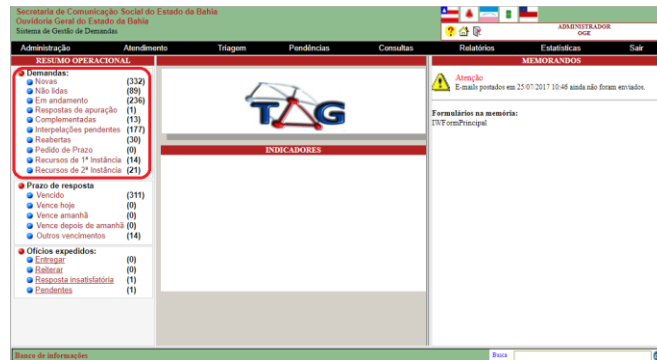 Secretaria de Comunicação Social do Estado da Bahia
Ouvidoria Geral do Estado da Bahia
Sistema de Gestão de Demandas
ADMINISTRADOR
OGE
Administração Atendimento Triagem Pendências Consultas Relatórios Estatísticas Sair
RESUMO OPERACIONAL
Demandas:
Novas (332)
Não lidas (89)
Em andamento (236)
Respostas de apuração (1)
Complementadas (13)
Interpelações pendentes (177)
Reabertas (30)
Pedido de Prazo (0)
Recursos de 1ª Instância (14)
Recursos de 2ª Instância (21)
Prazo de resposta
Vencido (311)
Vence hoje (0)
Vence amanhã (0)
Vence depois de amanhã (0)
Outros vencimentos (14)
Ofícios expedidos:
Entregar (0)
Reiterar (0)
Resposta insatisfatória (1)
Pendentes (1)
TAG
INDICADORES
MEMORANDOS
Atenção
E-mails postados em 25/07/2017 10:46 ainda não foram enviados.
Formulários na memória:
IWFormPrincipal
Banco de informações
Busca